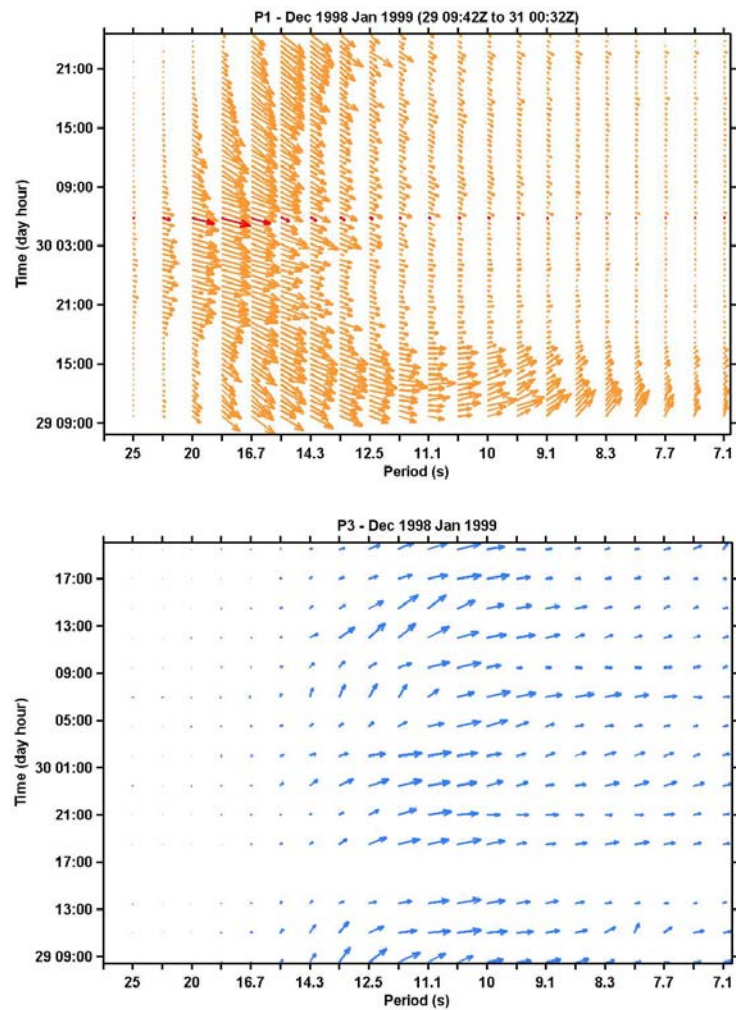 P1 - Dec 1998 Jan 1999 (29 09:42Z to 31 00:32Z)
Time (day hour)
21:00
15:00
09:00
30 03:00
21:00
15:00
29 09:00
25 20 16.7 14.3 12.5 11.1 10 9.1 8.3 7.7 7.1
Period (s)
P3 - Dec 1998 Jan 1999
Time (day hour)
17:00
13:00
09:00
05:00
30 01:00
21:00
17:00
13:00
29 09:00
25 20 16.7 14.3 12.5 11.1 10 9.1 8.3 7.7 7.1
Period (s)